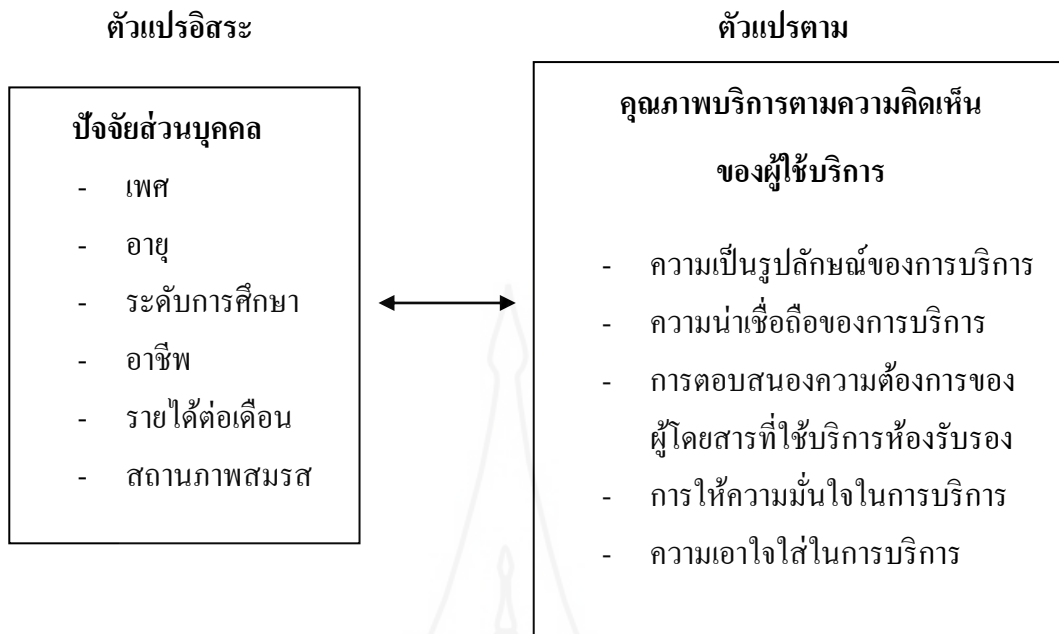 ตัวแปรอิสระ
ปัจจัยส่วนบุคคล
- เพศ
- อายุ
- ระดับการศึกษา
- อาชีพ
- รายได้ต่อเดือน
- สถานภาพสมรส
ตัวแปรตาม
คุณภาพบริการตามความคิดเห็น
ของผู้ใช้บริการ
- ความเป็นรูปลักษณ์ของการบริการ
- ความน่าเชื่อถือของการบริการ
- การตอบสนองความต้องการของ
ผู้โดยสารที่ใช้บริการห้องรับรอง
- การให้ความมั่นใจในการบริการ
- ความเอาใจใส่ในการบริการ